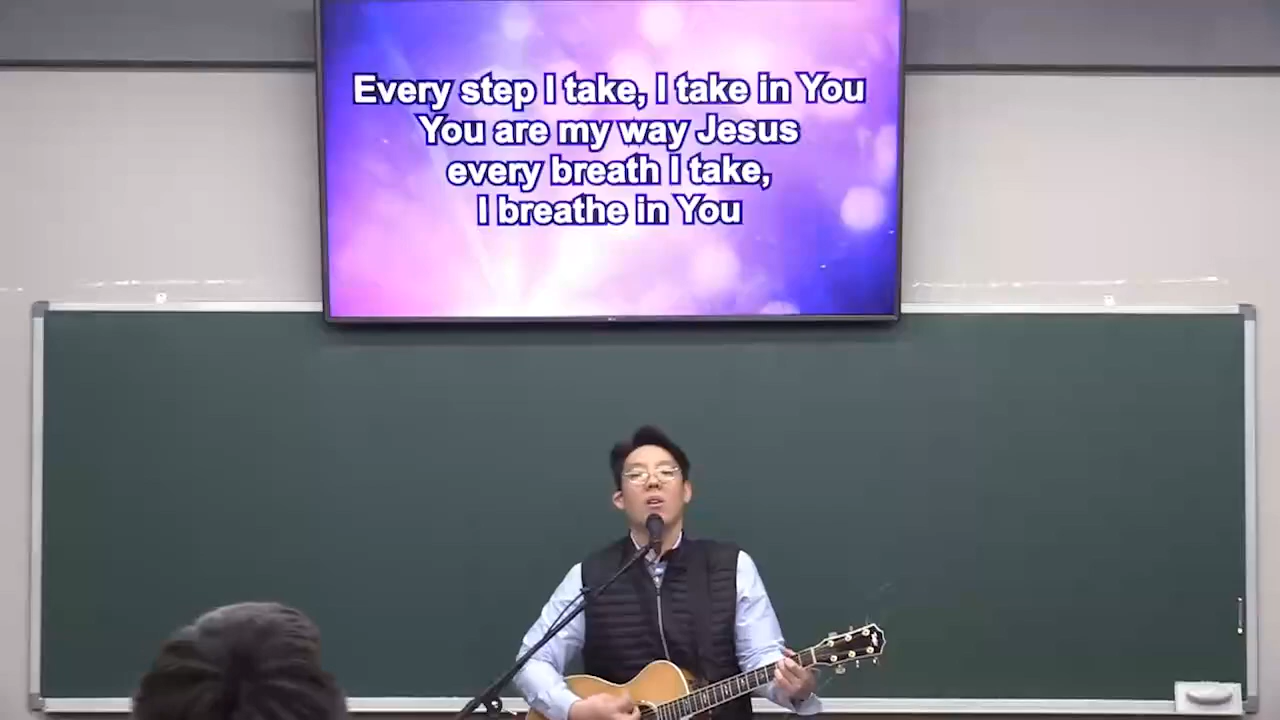 Every step I take, I take in You
You are my way Jesus
every breath I take,
I breathe in You